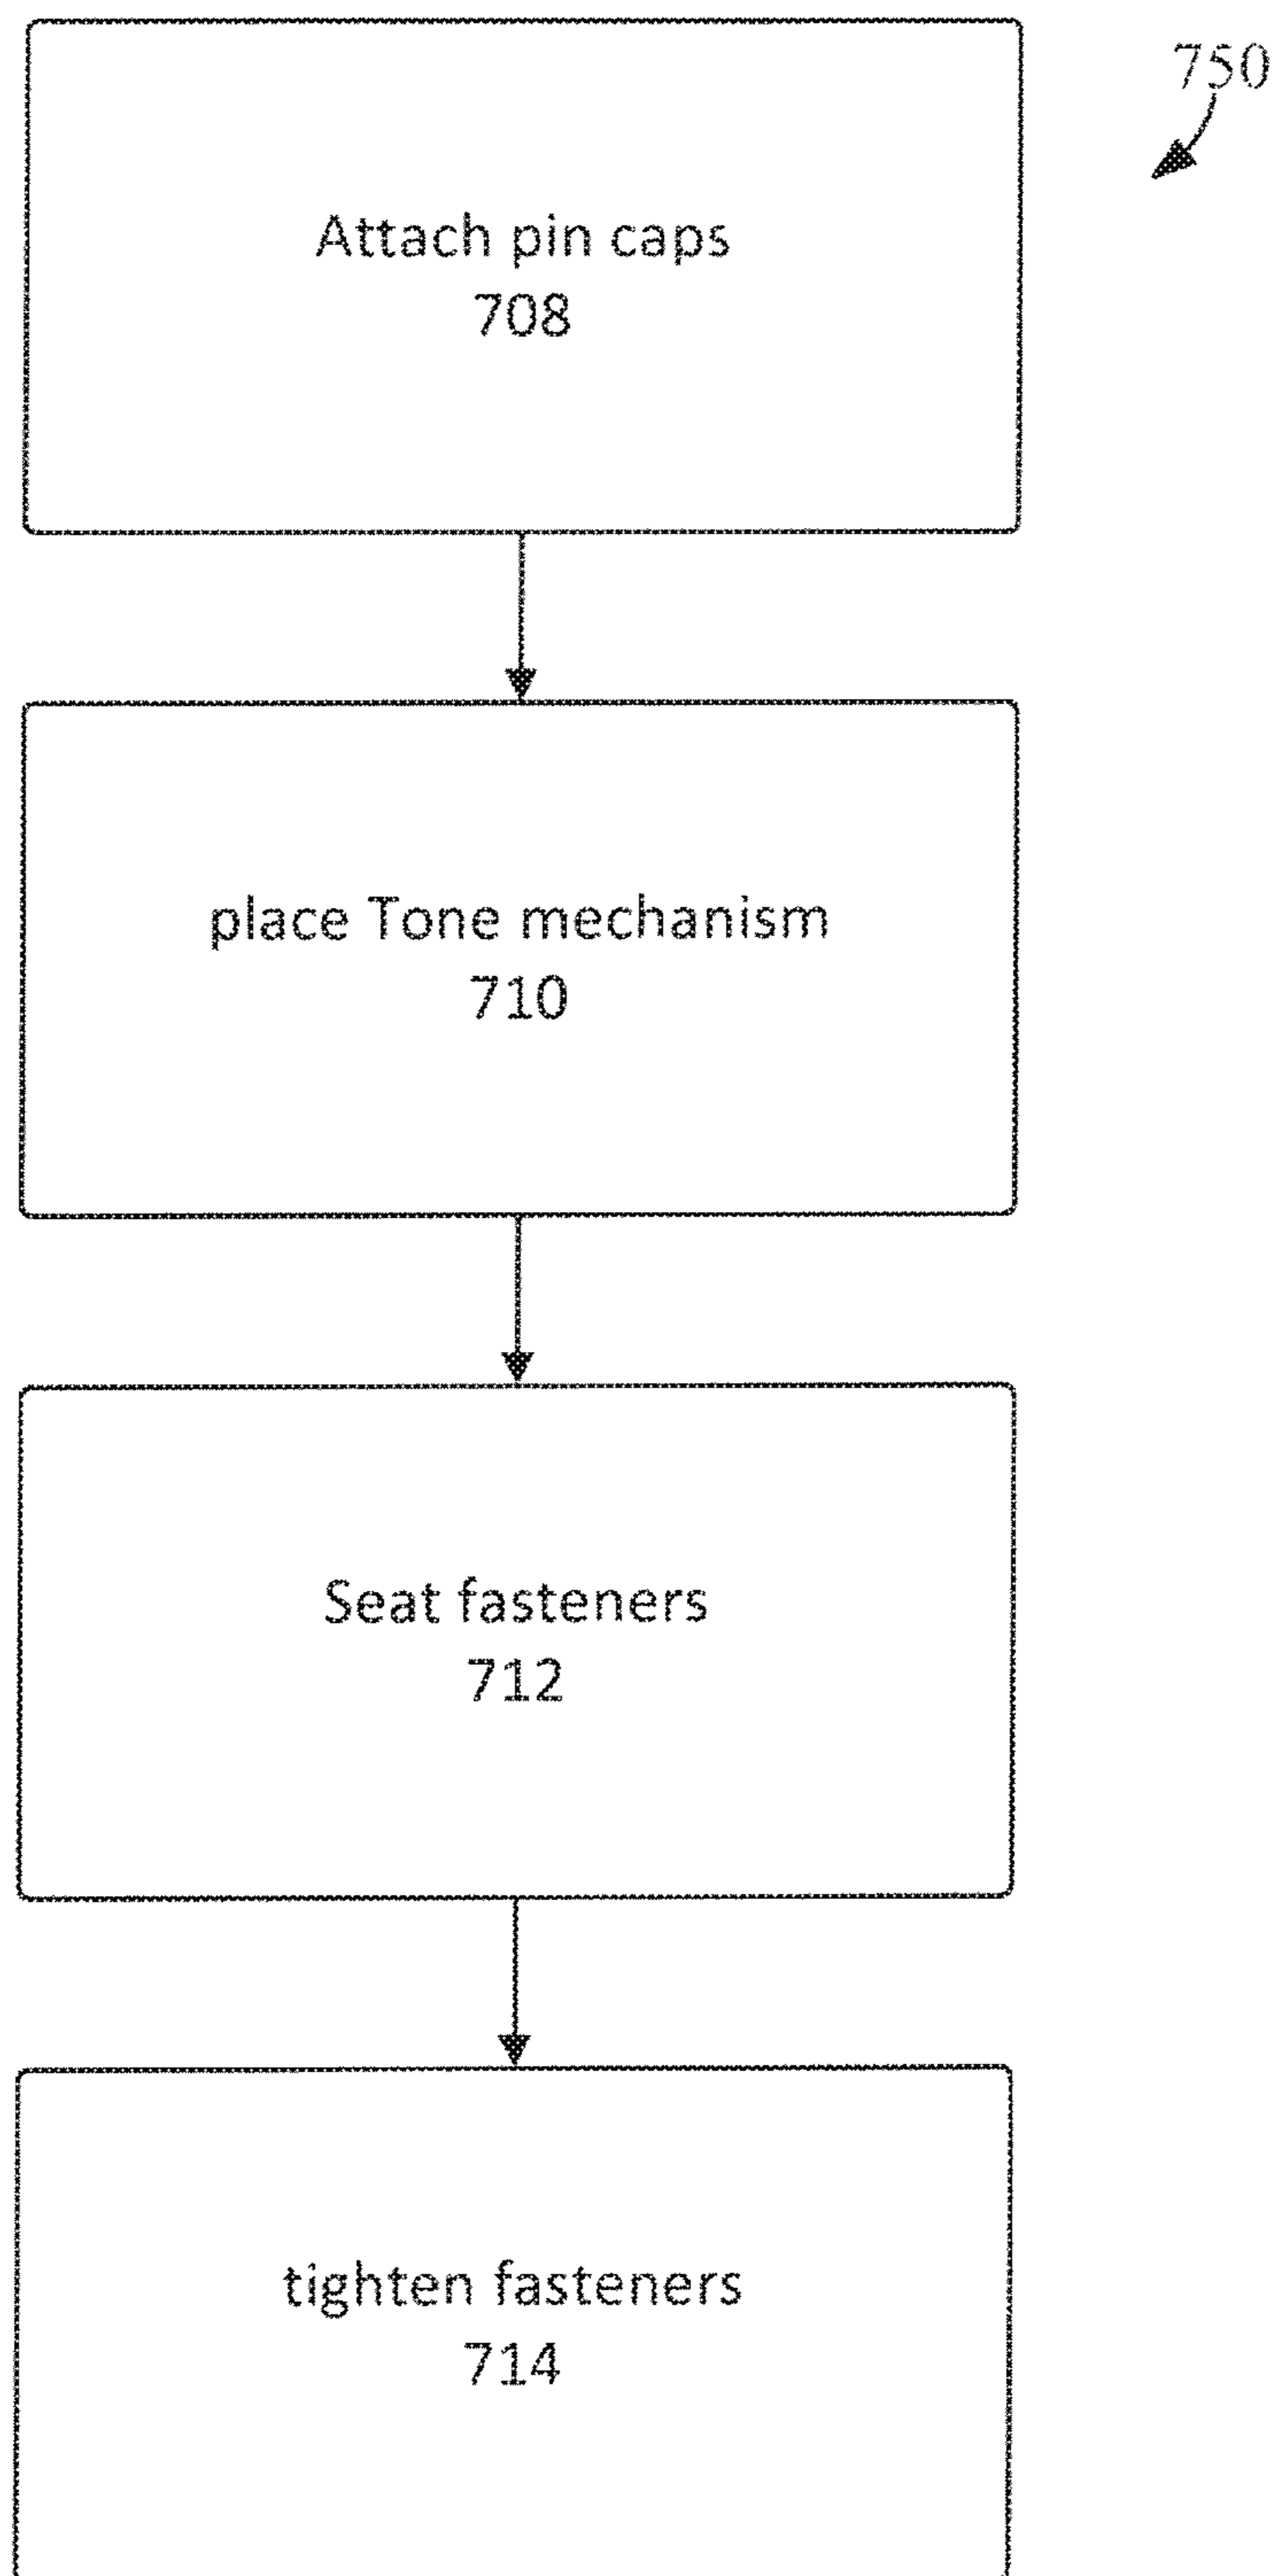 750
Attach pin caps
708
place Tone mechanism
710
Seat fasteners
712
tighten fasteners
714